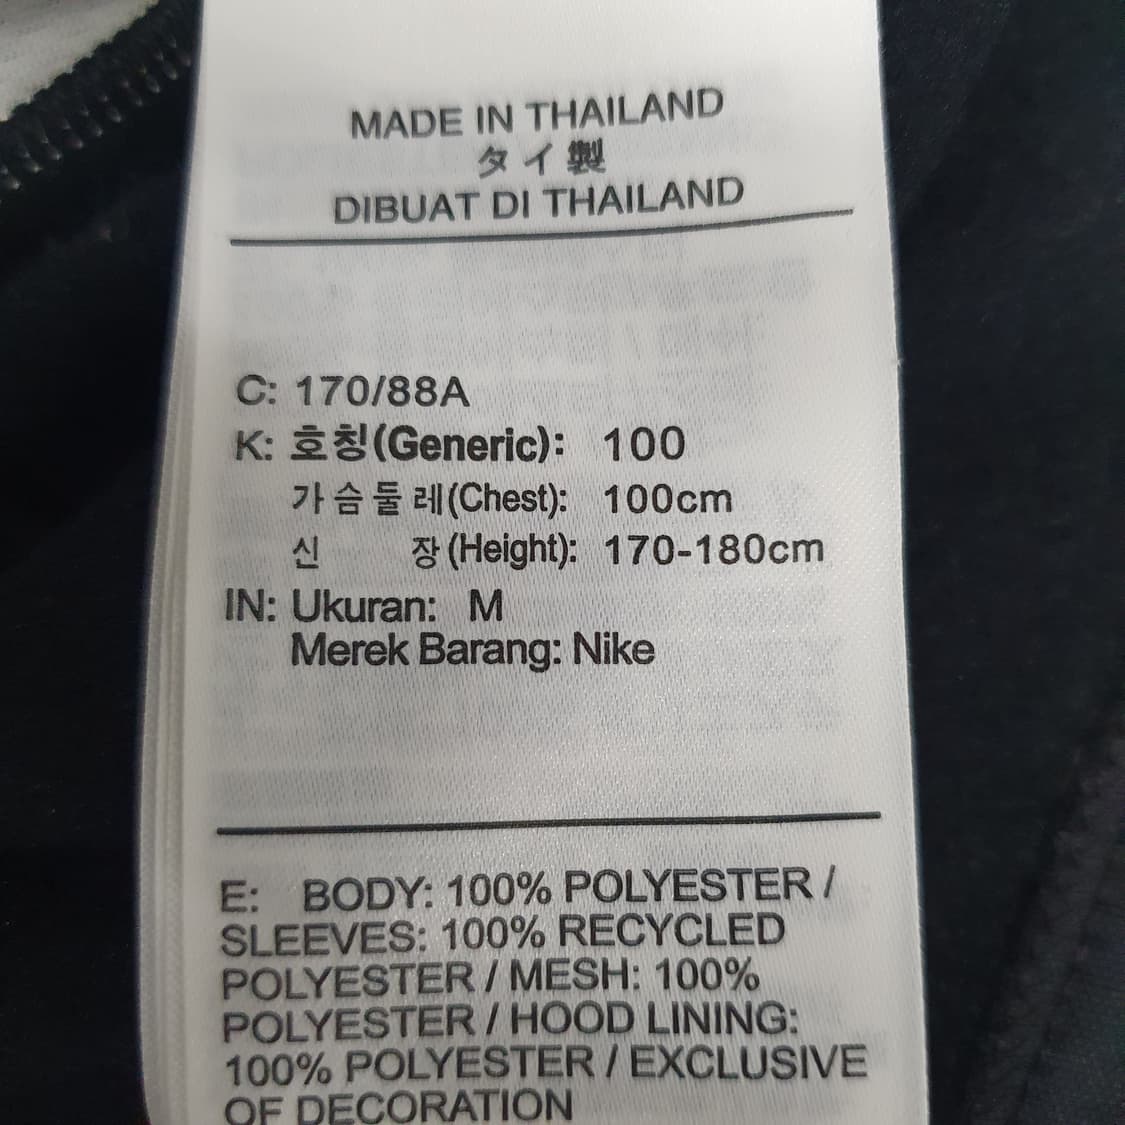 MADE IN THAILAND
タイ製
DIBUAT DI THAILAND
C: 170/88A
K: 호칭(Generic): 100
가슴둘레(Chest): 100cm
신 장(Height): 170-180cm
IN: Ukuran: M
Merek Barang: Nike
E: BODY: 100% POLYESTER /
SLEEVES: 100% RECYCLED
POLYESTER / MESH: 100%
POLYESTER / HOOD LINING:
100% POLYESTER / EXCLUSIVE
OF DECORATION